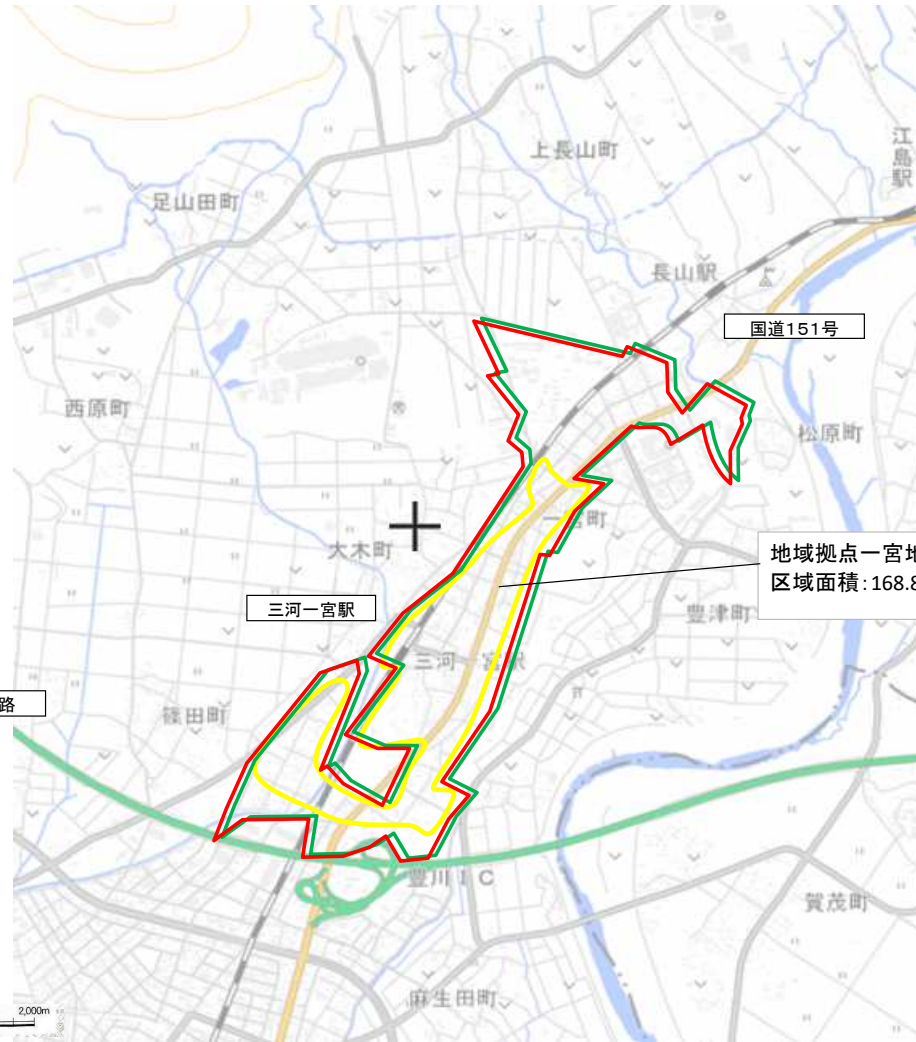 上長山町
江島駅
足山田町
長山駅
国道151号
西原町
松原町
一宮町
大木町
地域拠点一宮地
区域面積:168.8
三河一宮駅
豊津町
三河一宮駅
路
篠田町
豊川IC
賀茂町
麻生田町
2,000m